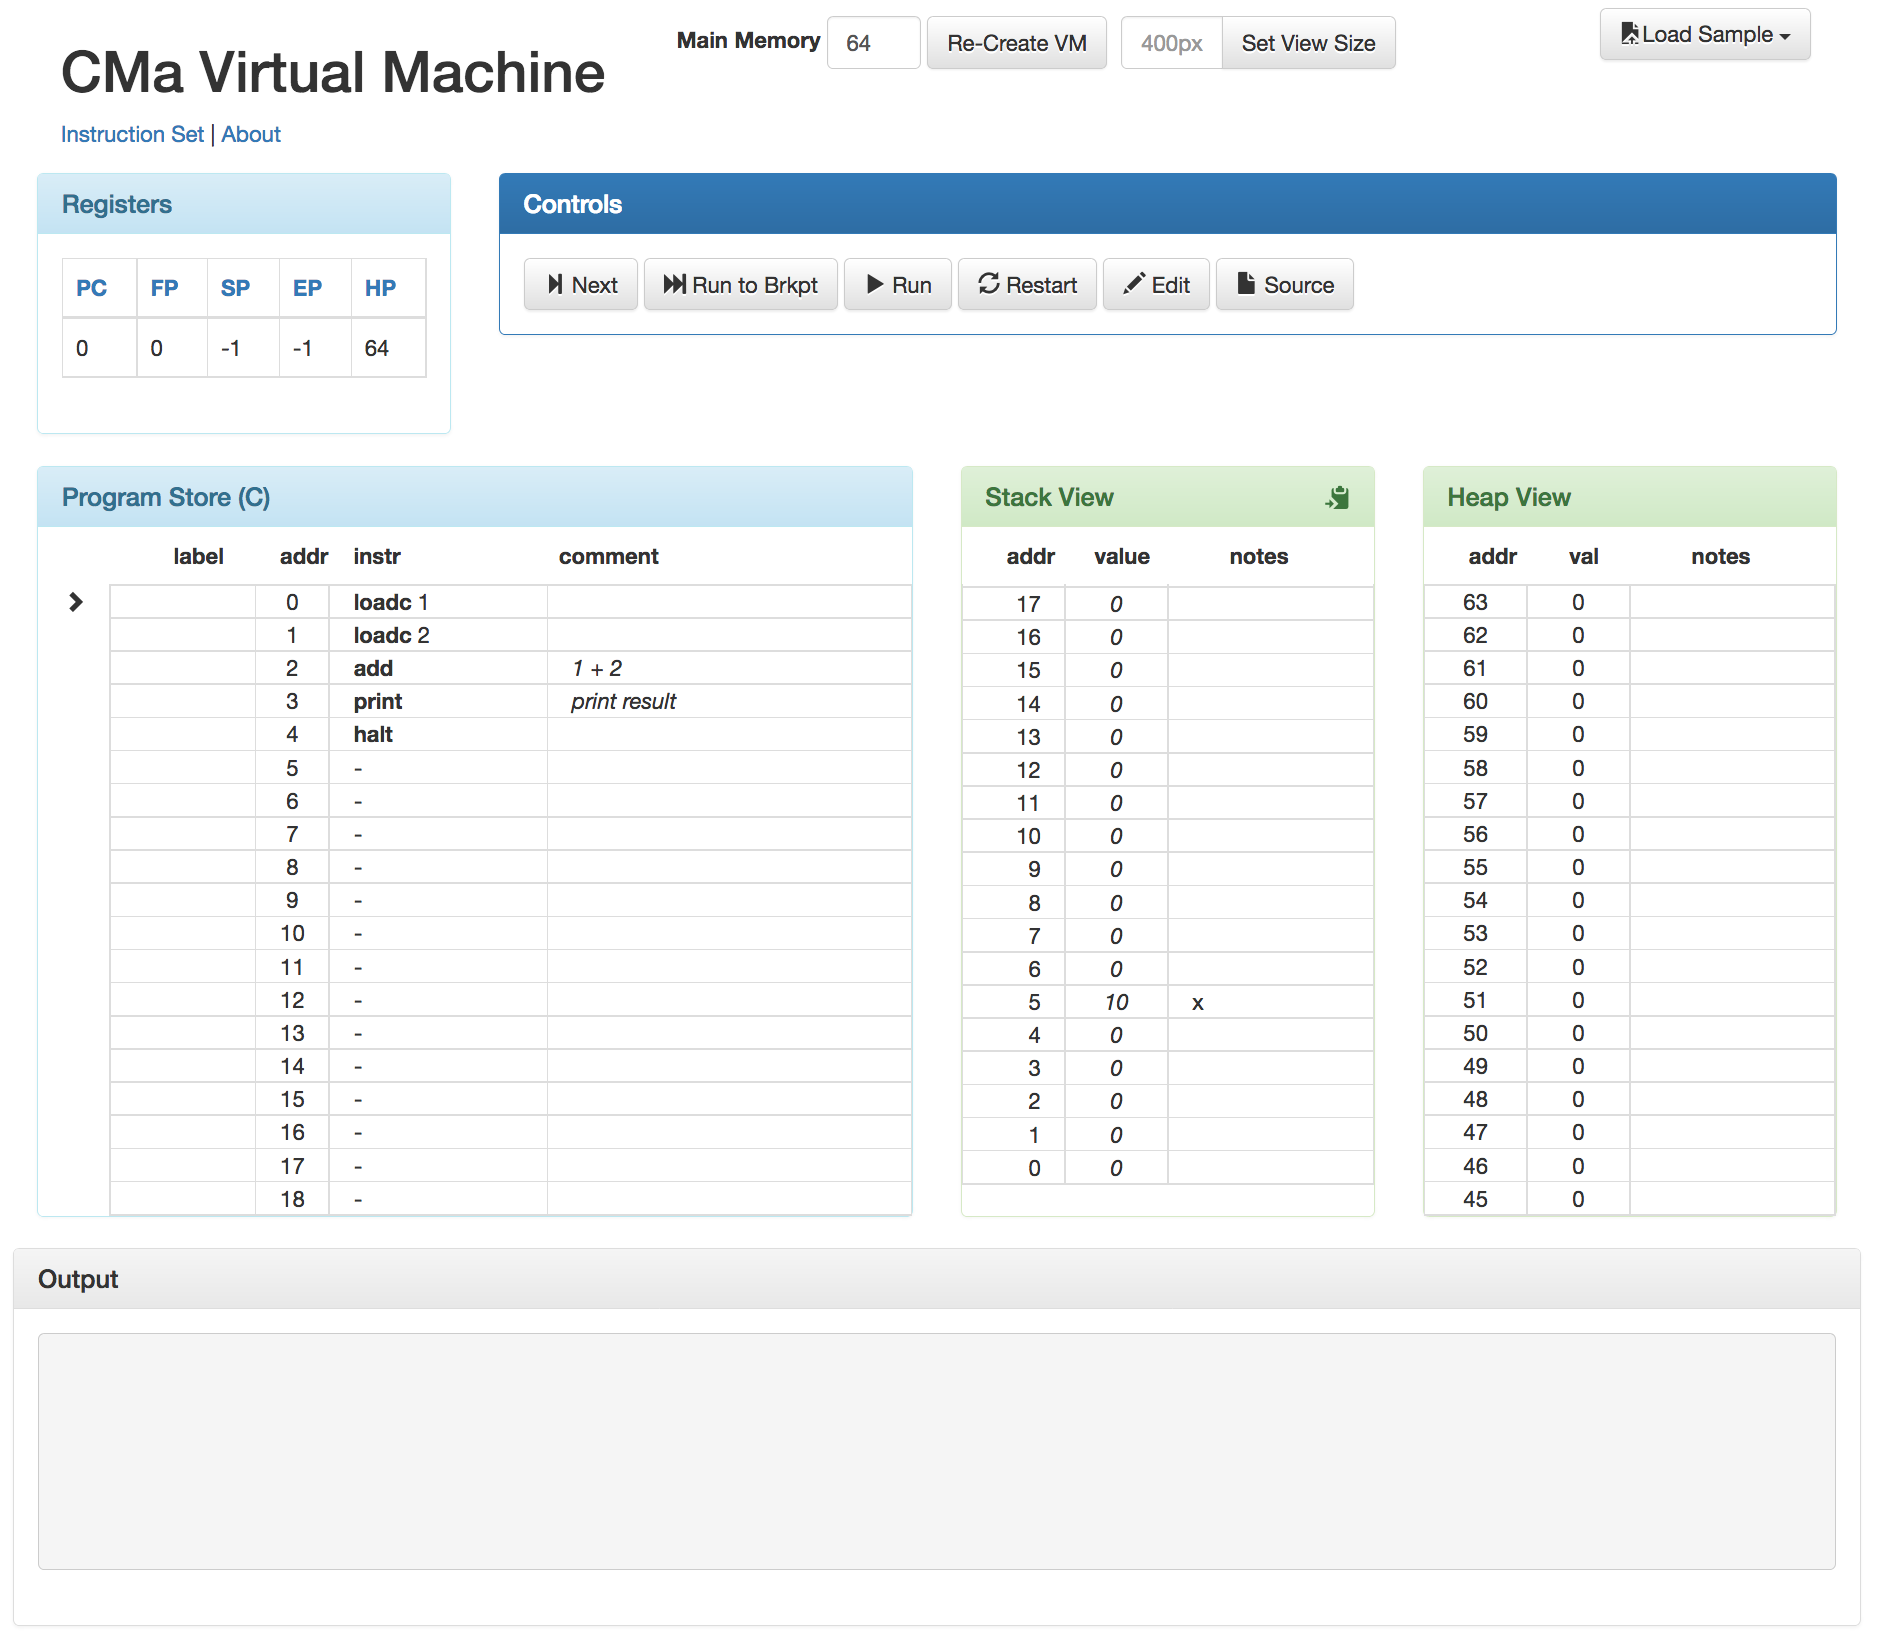 CMa Virtual Machine
Main Memory 64 Re-Create VM 400px Set View Size
Load Sample
Instruction Set | About
Registers
PC FP SP EP HP
0 0 -1 -1 64
Controls
Next Run to Brkpt Run Restart Edit Source
Program Store (C)
label addr instr comment
0 loadc 1
1 loadc 2
2 add 1 + 2
3 print print result
4 halt
5 -
6 -
7 -
8 -
9 -
10 -
11 -
12 -
13 -
14 -
15 -
16 -
17 -
18 -
Stack View
addr value notes
17 0
16 0
15 0
14 0
13 0
12 0
11 0
10 0
9 0
8 0
7 0
6 0
5 10 x
4 0
3 0
2 0
1 0
0 0
Heap View
addr val notes
63 0
62 0
61 0
60 0
59 0
58 0
57 0
56 0
55 0
54 0
53 0
52 0
51 0
50 0
49 0
48 0
47 0
46 0
45 0
Output